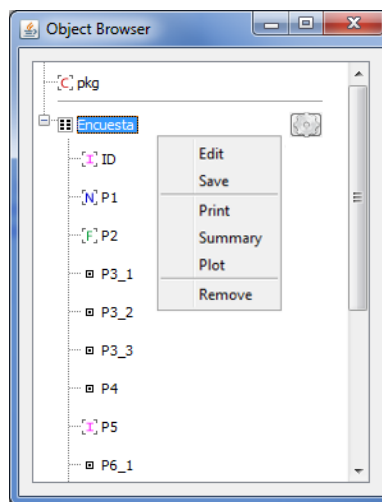 Object Browser
[C] pkg
Encuesta
Edit
Save
Print
Summary
Plot
Remove
[I] ID
[N] P1
[F] P2
P3_1
P3_2
P3_3
P4
[I] P5
P6_1